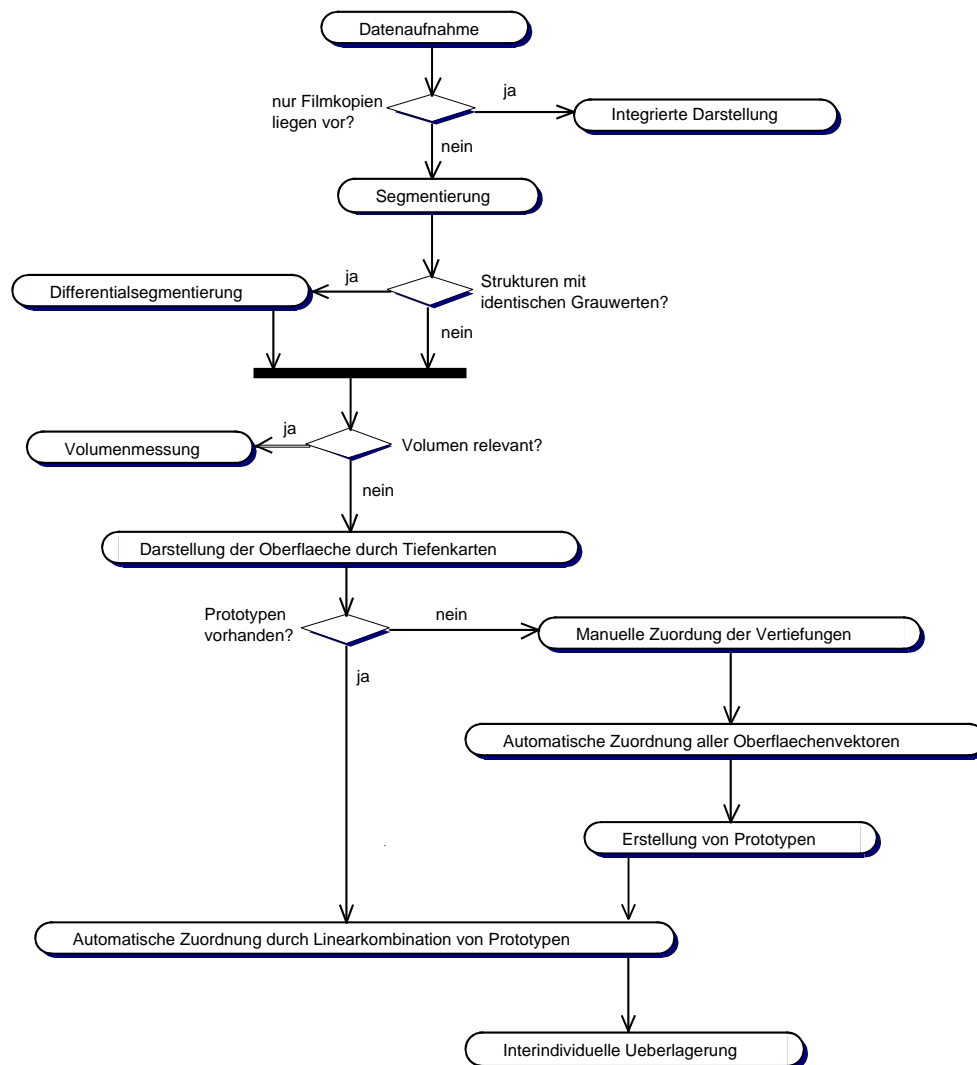 Datenaufnahme
nur Filmkopien
liegen vor?
ja
Integrierte Darstellung
nein
Segmentierung
ja
Strukturen mit
identischen Grauwerten?
Differentialsegmentierung
nein
ja
Volumen relevant?
Volumenmessung
nein
Darstellung der Oberflaeche durch Tiefenkarten
Prototypen
vorhanden?
nein
Manuelle Zuordung der Vertiefungen
ja
Automatische Zuordnung aller Oberflaechenvektoren
Erstellung von Prototypen
Automatische Zuordnung durch Linearkombination von Prototypen
Interindividuelle Ueberlagerung